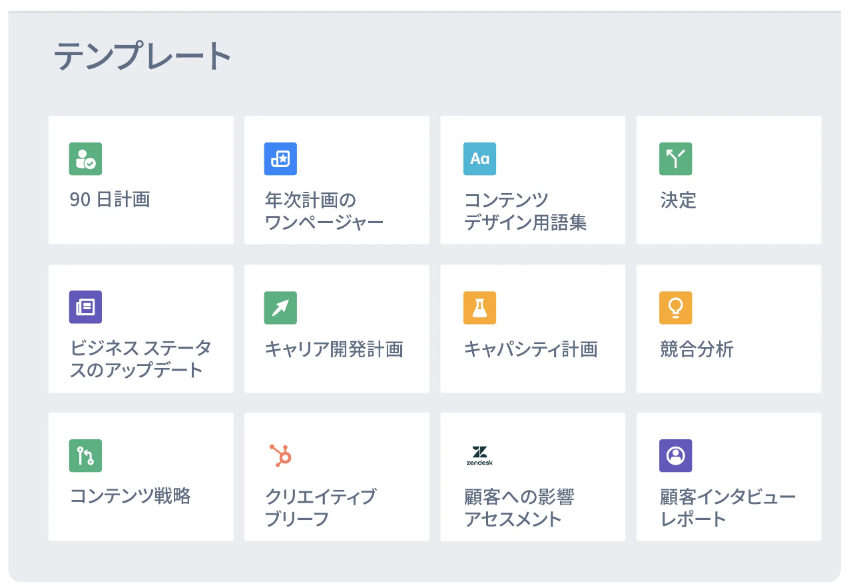 テンプレート
90 日計画
年次計画の
ワンページャー
Aa
コンテンツ
デザイン用語集
決定
ビジネス ステータ
スのアップデート
キャリア開発計画
キャパシティ計画
競合分析
コンテンツ戦略
クリエイティブ
ブリーフ
zendesk
顧客への影響
アセスメント
顧客インタビュー
レポート